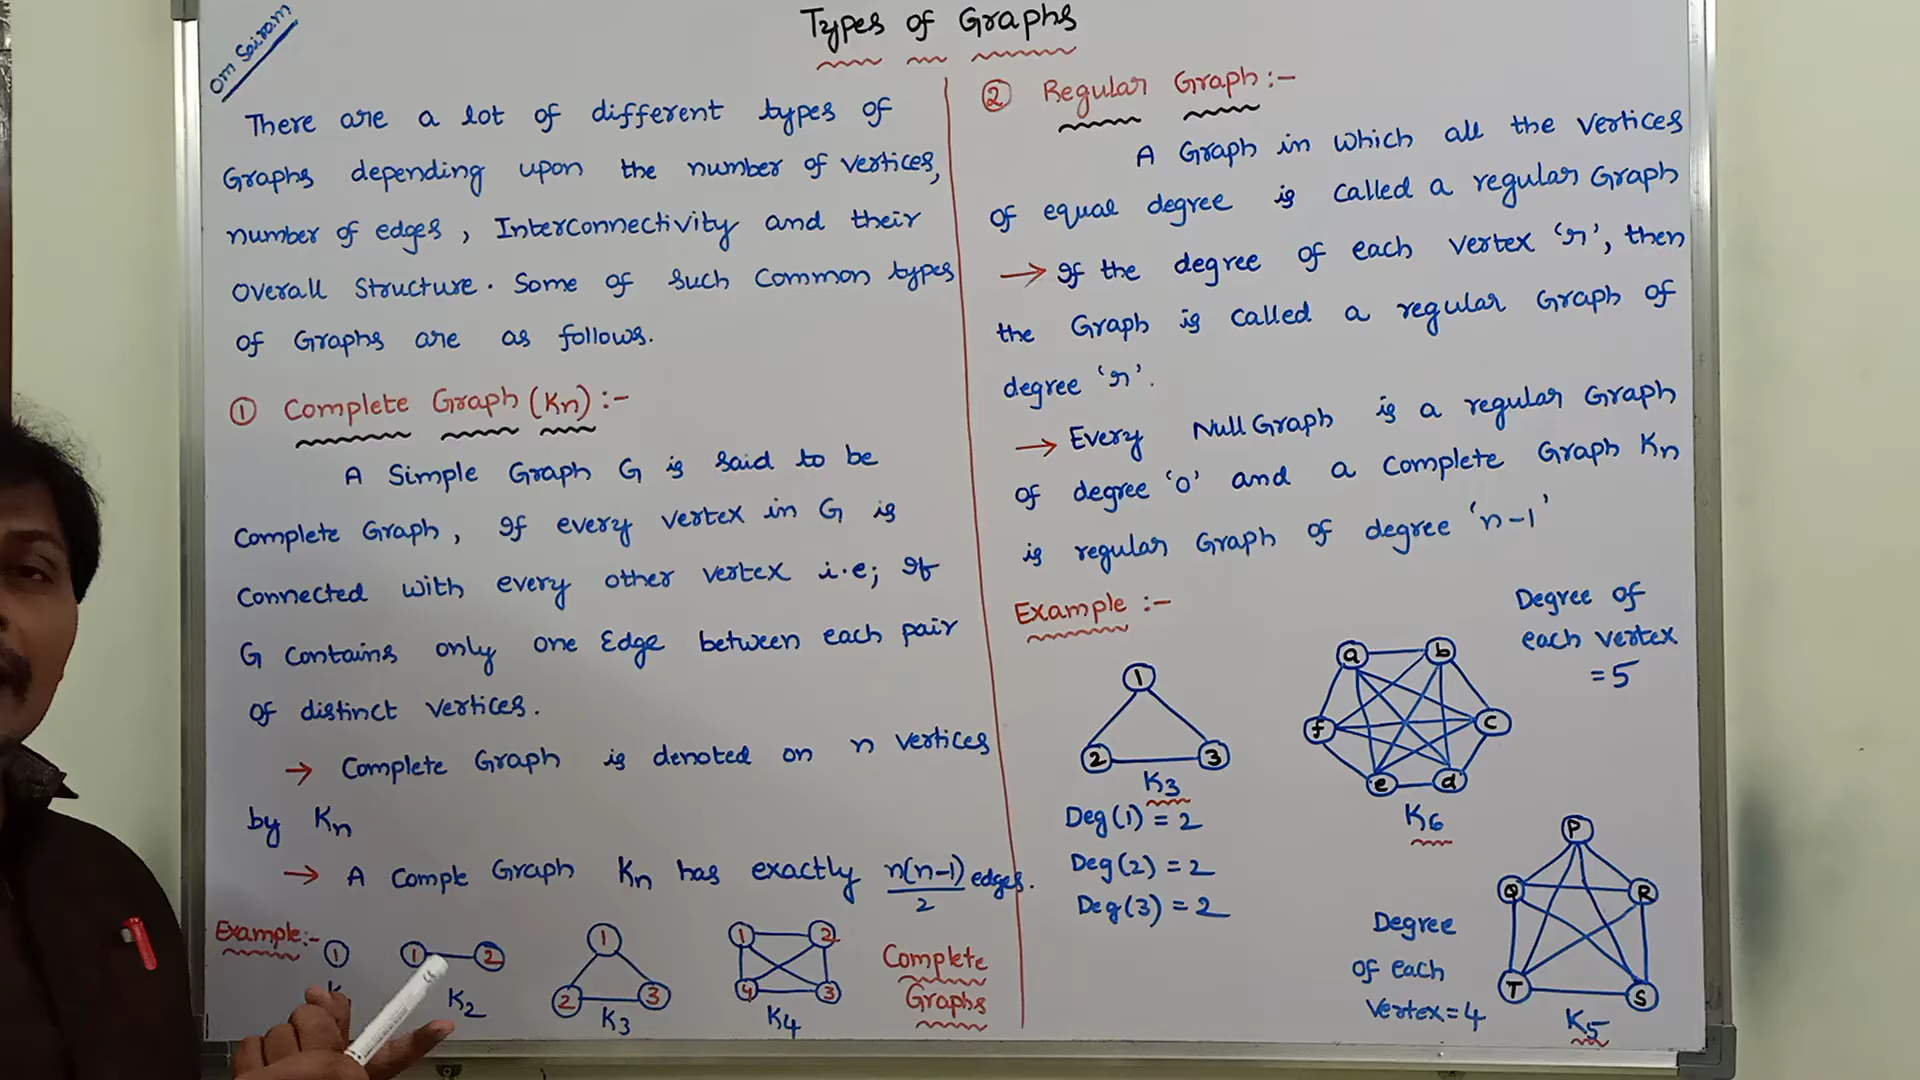 Om Sairam
Types of Graphs
There are a lot of different types of
Graphs depending upon the number of vertices,
number of edges, Interconnectivity and their
Overall Structure. Some of such Common types
of Graphs are as follows.
① Complete Graph (Kn):-
A Simple Graph G is said to be
Complete Graph, If every vertex in G is
Connected with every other vertex i.e; If
G contains only one Edge between each pair
of distinct vertices.
→ Complete Graph is denoted on n vertices
by Kn
→ A Comple Graph Kn has exactly n(n-1)/2 edges.
Example:-
1
1 2
K2
1
2 3
K3
1 2
4 3
K4
Complete
Graphs
② Regular Graph:-
A Graph in which all the vertices
of equal degree is called a regular Graph
→ If the degree of each vertex 'r', then
the Graph is called a regular Graph of
degree 'r'.
→ Every Null Graph is a regular Graph
of degree '0' and a complete Graph Kn
is regular Graph of degree 'n-1'
Example:-
1
2 3
K3
Deg(1) = 2
Deg(2) = 2
Deg(3) = 2
a b
f c
e d
K6
Degree of
each vertex
= 5
P
Q R
T S
K5
Degree
of each
Vertex = 4